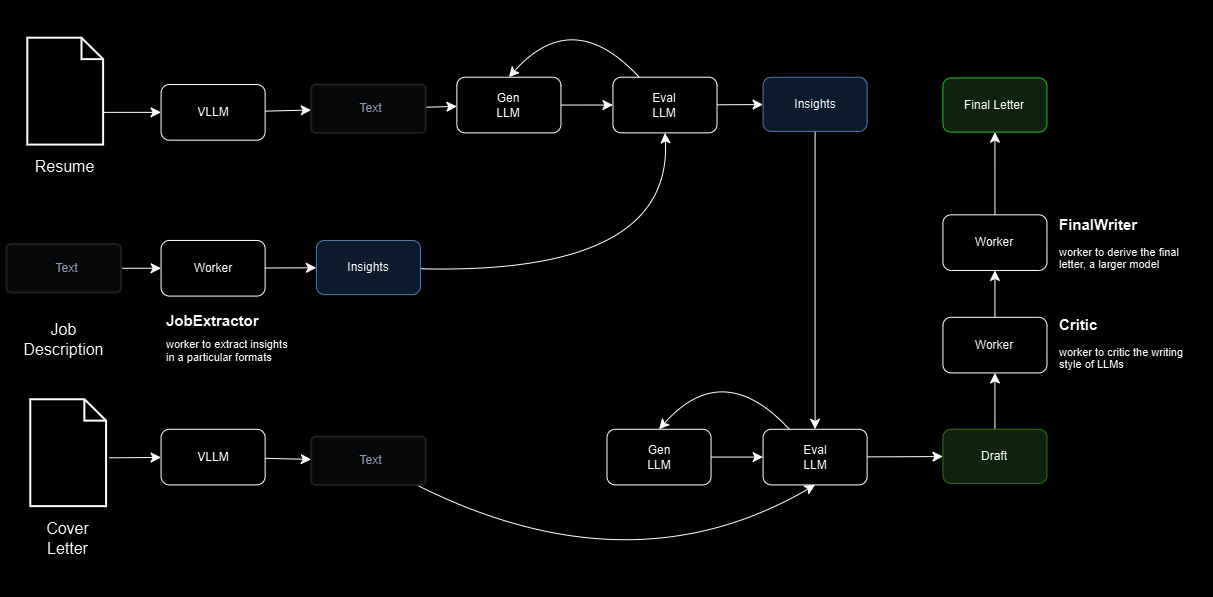 Resume
VLLM
Text
Gen
LLM
Eval
LLM
Insights
Final Letter
Text
Job
Description
Worker
JobExtractor
worker to extract insights
in a particular formats
Insights
Worker
FinalWriter
worker to derive the final
letter, a larger model
Worker
Critic
worker to critic the writing
style of LLMs
Cover
Letter
VLLM
Text
Gen
LLM
Eval
LLM
Draft